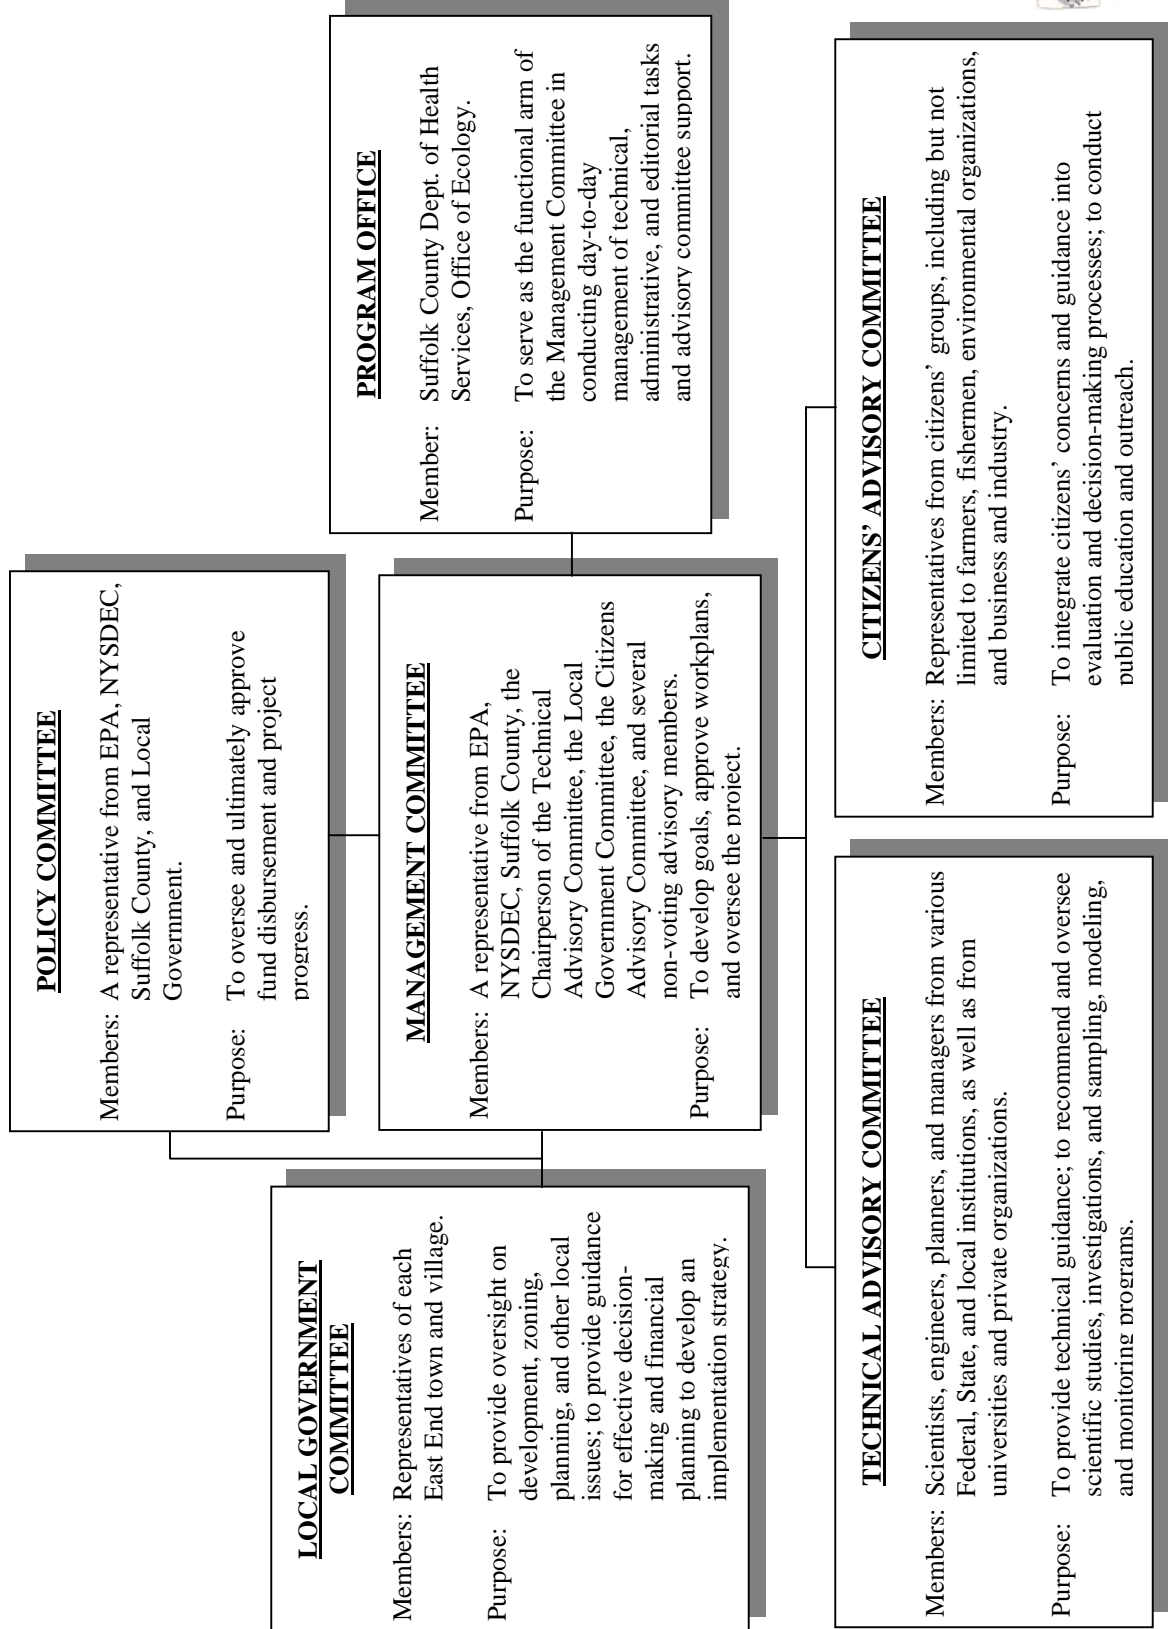 POLICY COMMITTEE
Members: A representative from EPA, NYSDEC,
Suffolk County, and Local
Government.
Purpose: To oversee and ultimately approve
fund disbursement and project
progress.
LOCAL GOVERNMENT
COMMITTEE
Members: Representatives of each
East End town and village.
Purpose: To provide oversight on
development, zoning,
planning, and other local
issues; to provide guidance
for effective decision-
making and financial
planning to develop an
implementation strategy.
MANAGEMENT COMMITTEE
Members: A representative from EPA,
NYSDEC, Suffolk County, the
Chairperson of the Technical
Advisory Committee, the Local
Government Committee, the Citizens
Advisory Committee, and several
non-voting advisory members.
Purpose: To develop goals, approve workplans,
and oversee the project.
PROGRAM OFFICE
Member: Suffolk County Dept. of Health
Services, Office of Ecology.
Purpose: To serve as the functional arm of
the Management Committee in
conducting day-to-day
management of technical,
administrative, and editorial tasks
and advisory committee support.
TECHNICAL ADVISORY COMMITTEE
Members: Scientists, engineers, planners, and managers from various
Federal, State, and local institutions, as well as from
universities and private organizations.
Purpose: To provide technical guidance; to recommend and oversee
scientific studies, investigations, and sampling, modeling,
and monitoring programs.
CITIZENS’ ADVISORY COMMITTEE
Members: Representatives from citizens’ groups, including but not
limited to farmers, fishermen, environmental organizations,
and business and industry.
Purpose: To integrate citizens’ concerns and guidance into
evaluation and decision-making processes; to conduct
public education and outreach.